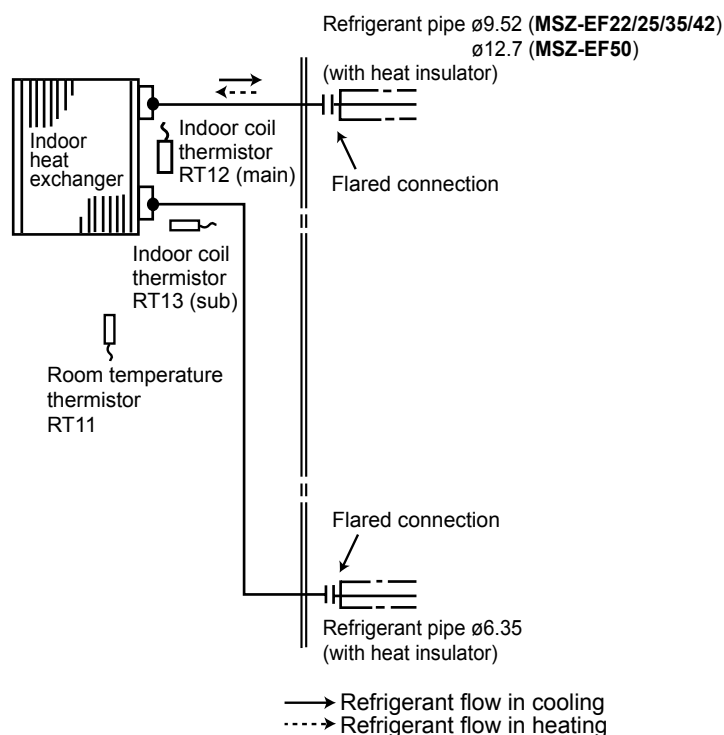 Refrigerant pipe ø9.52 (MSZ-EF22/25/35/42)
ø12.7 (MSZ-EF50)
(with heat insulator)
Indoor
heat
exchanger
Indoor coil
thermistor
RT12 (main)
Flared connection
Indoor coil
thermistor
RT13 (sub)
Room temperature
thermistor
RT11
Flared connection
Refrigerant pipe ø6.35
(with heat insulator)
Refrigerant flow in cooling
Refrigerant flow in heating